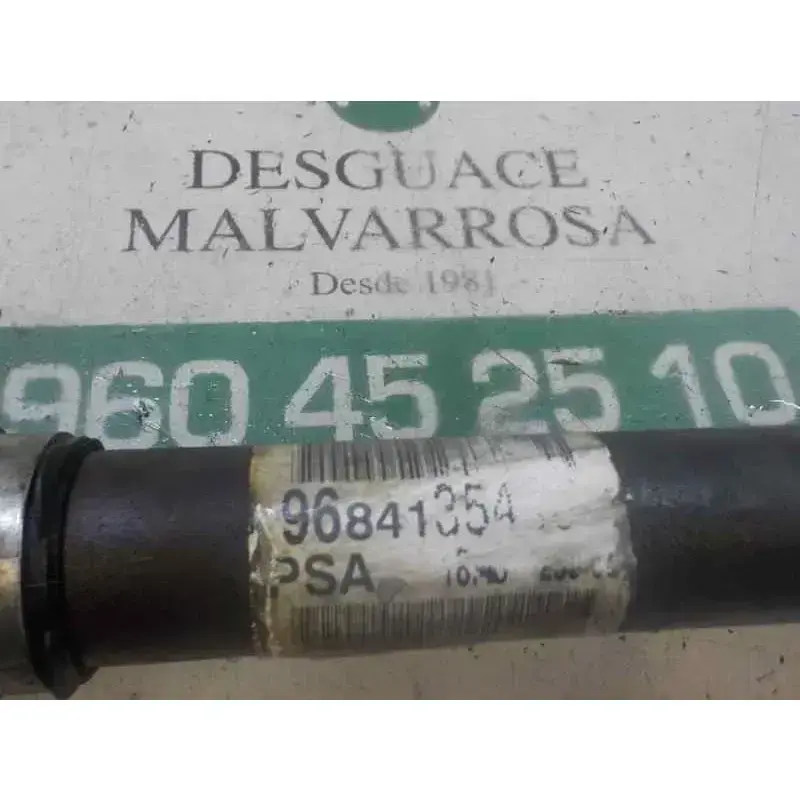 DESGUACE
MALVARROSA
Desde 1981
960 45 25 10
96841354
PSA